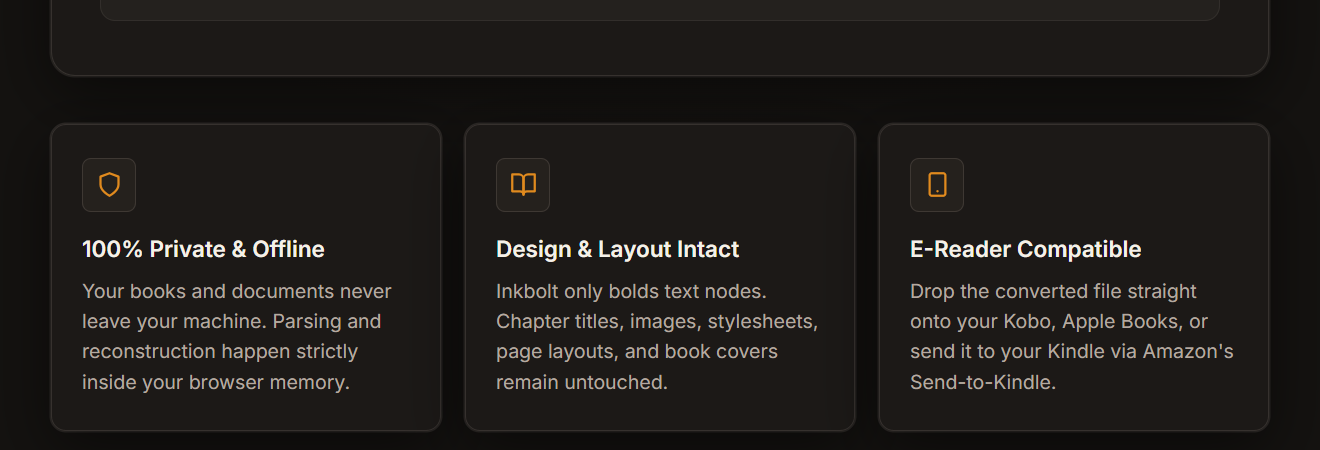 100% Private & Offline
Your books and documents never
leave your machine. Parsing and
reconstruction happen strictly
inside your browser memory.
Design & Layout Intact
Inkbolt only bolds text nodes.
Chapter titles, images, stylesheets,
page layouts, and book covers
remain untouched.
E-Reader Compatible
Drop the converted file straight
onto your Kobo, Apple Books, or
send it to your Kindle via Amazon's
Send-to-Kindle.